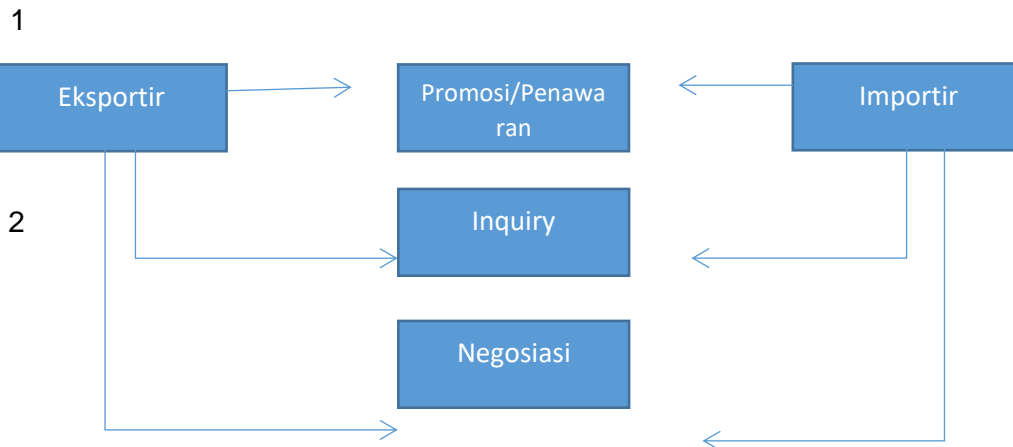 1
Eksportir
Promosi/Penawa
ran
Importir
2
Inquiry
Negosiasi